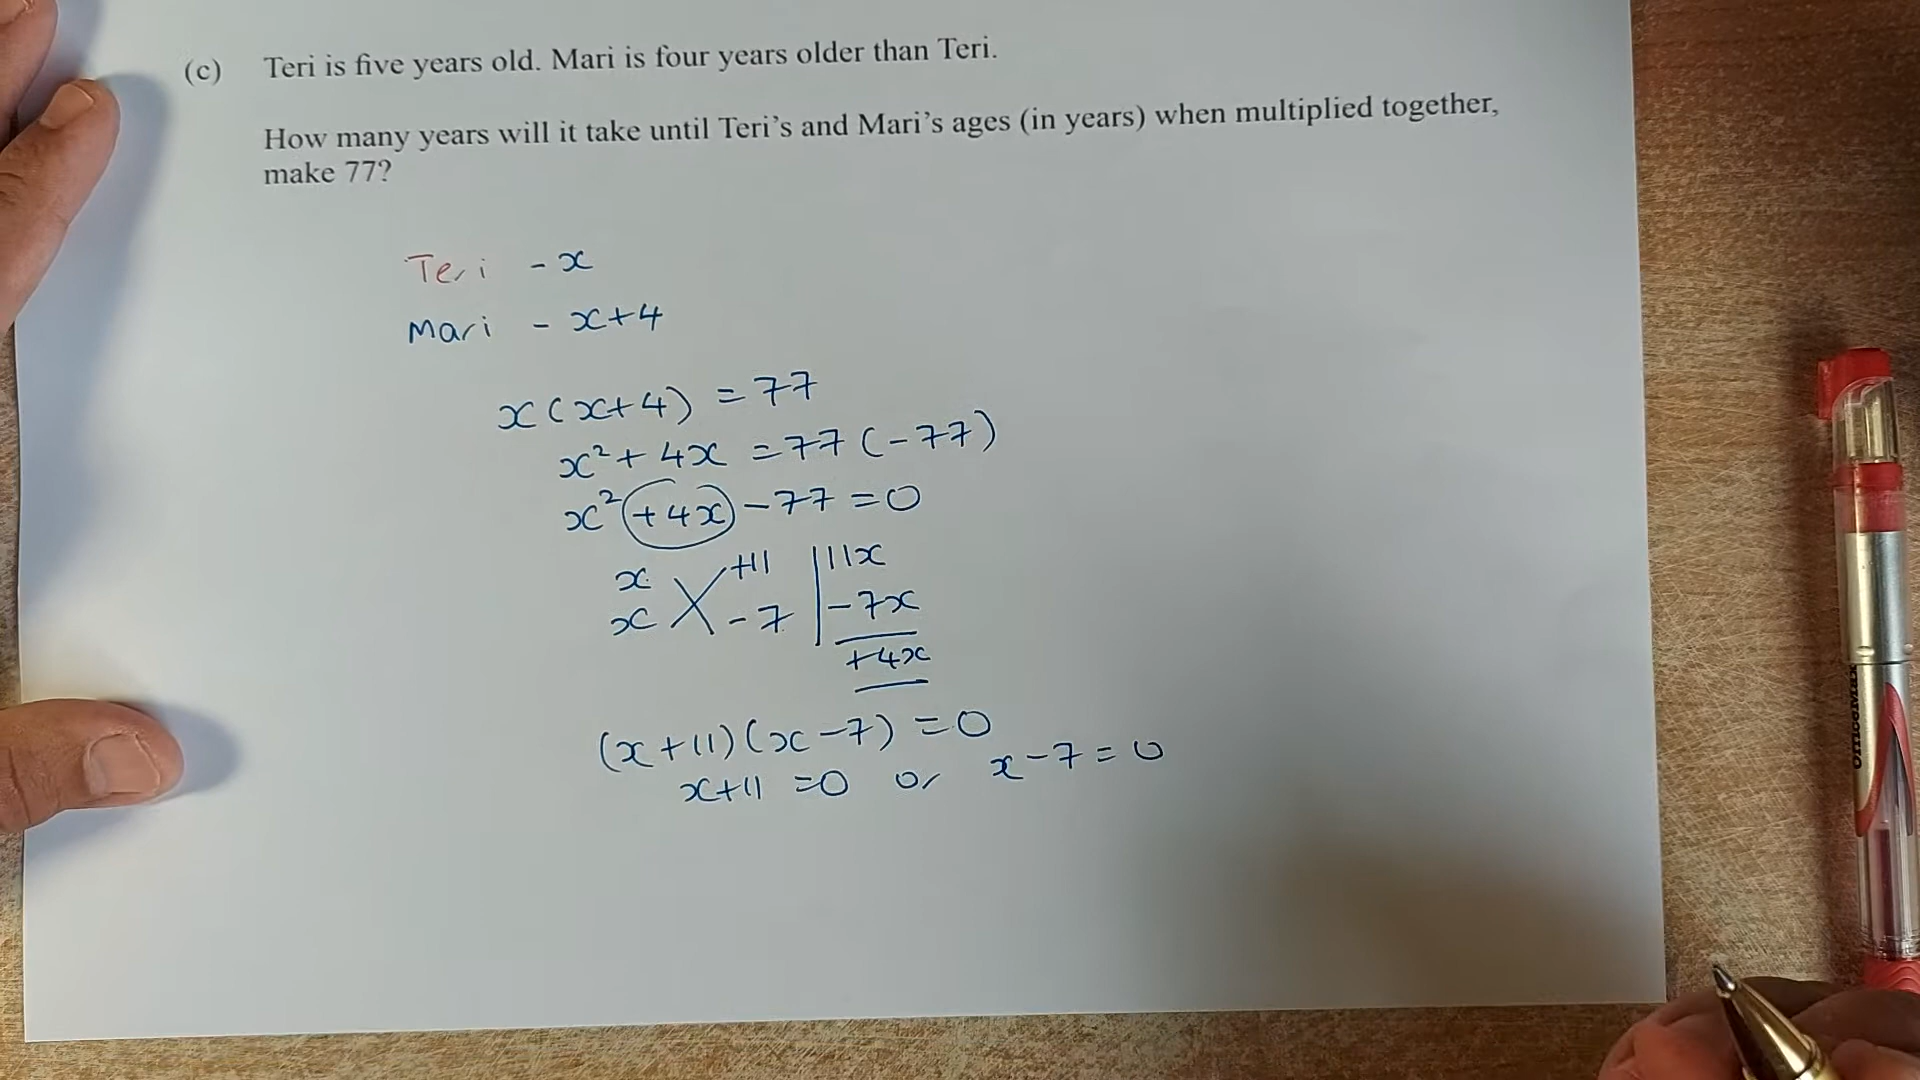 (c) Teri is five years old. Mari is four years older than Teri.
How many years will it take until Teri's and Mari's ages (in years) when multiplied together,
make 77?
Teri - x
Mari - x+4
x(x+4) = 77
x² + 4x = 77 (-77)
x² +4x - 77 = 0
x +11 | 11x
x -7 | -7x
+4x
(x+11)(x-7) = 0
x+11 = 0 or x-7 = 0
OfficeMax